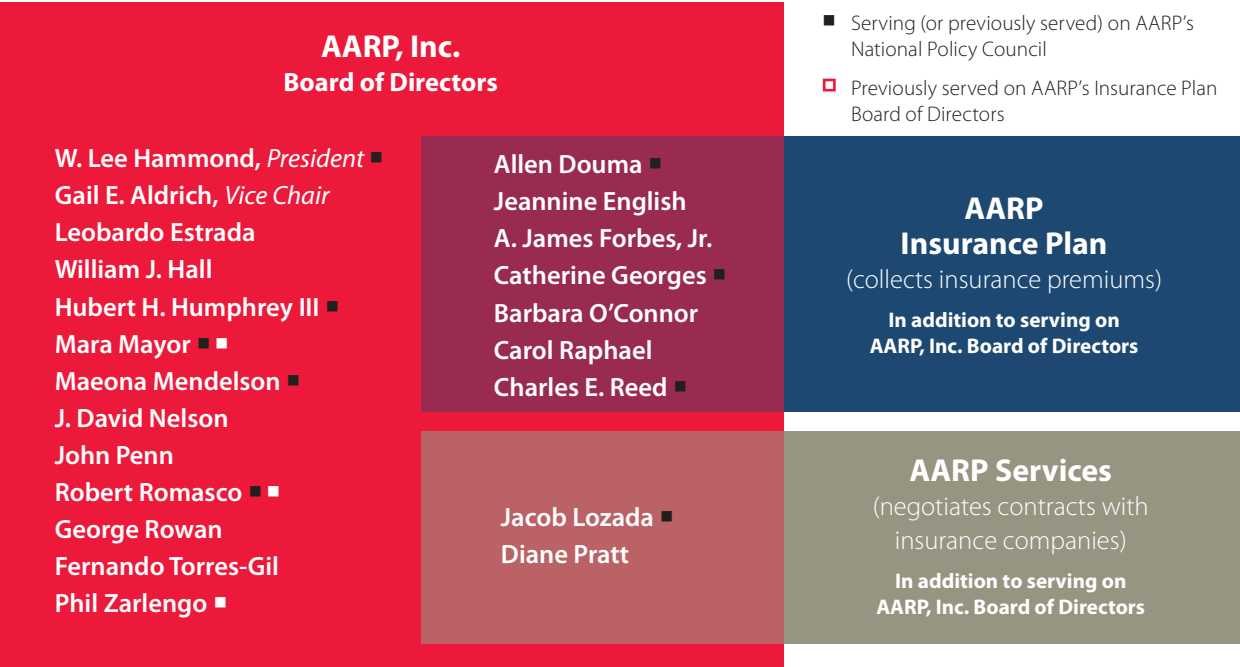 AARP, Inc.
Board of Directors
■ Serving (or previously served) on AARP's
National Policy Council
□ Previously served on AARP's Insurance Plan
Board of Directors
W. Lee Hammond, President ■
Gail E. Aldrich, Vice Chair
Leobardo Estrada
William J. Hall
Hubert H. Humphrey III ■
Mara Mayor ■ □
Maeona Mendelson ■
J. David Nelson
John Penn
Robert Romasco ■ □
George Rowan
Fernando Torres-Gil
Phil Zarlengo □
Allen Douma ■
Jeannine English
A. James Forbes, Jr.
Catherine Georges ■
Barbara O'Connor
Carol Raphael
Charles E. Reed ■
AARP
Insurance Plan
(collects insurance premiums)
In addition to serving on
AARP, Inc. Board of Directors
Jacob Lozada ■
Diane Pratt
AARP Services
(negotiates contracts with
insurance companies)
In addition to serving on
AARP, Inc. Board of Directors